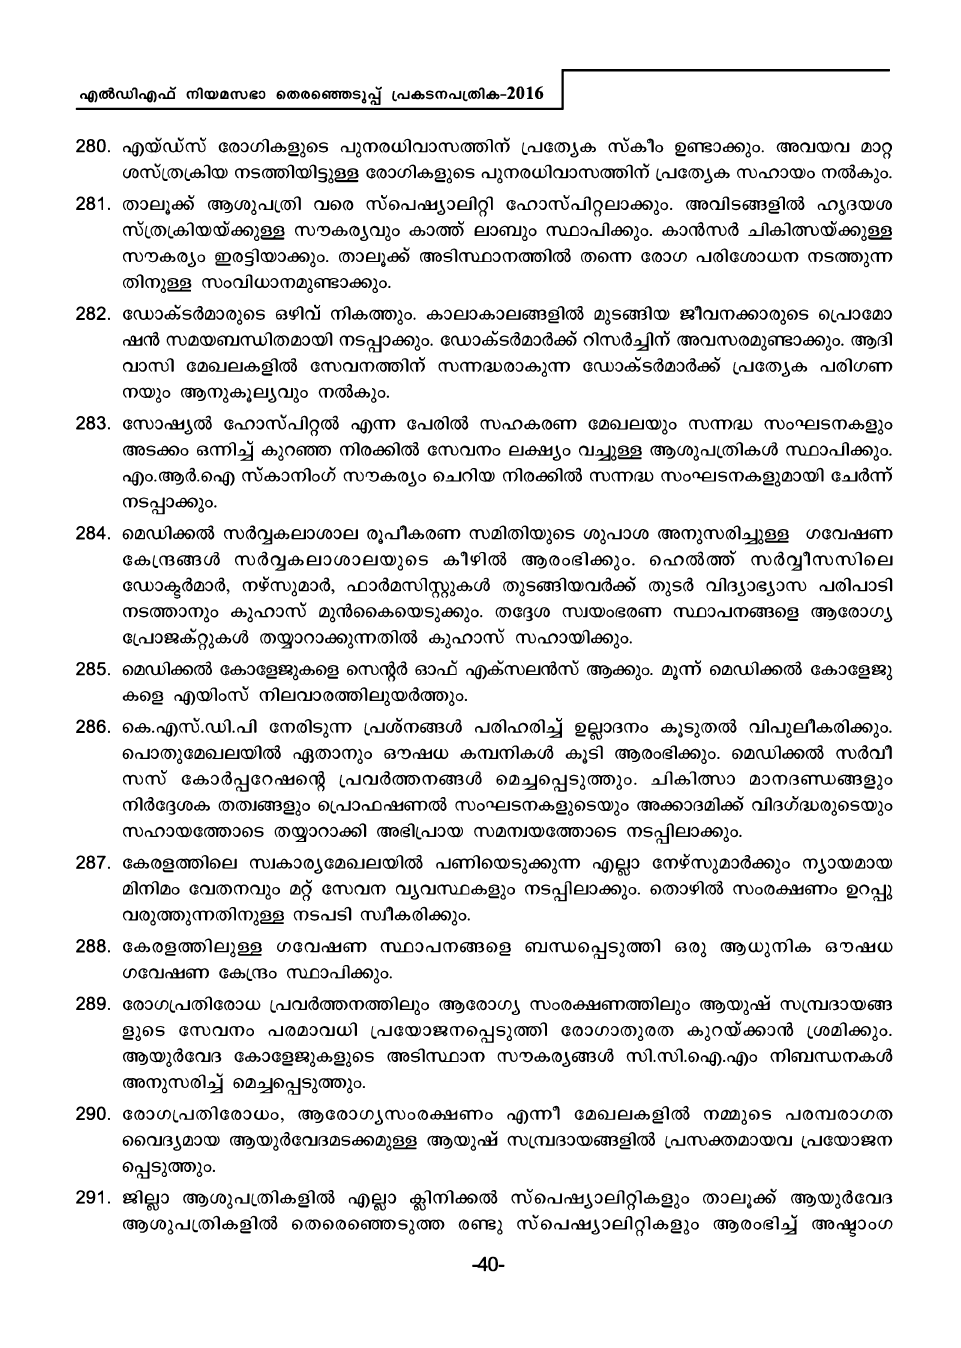 എൽഡിഎഫ് നിയമസഭാ തെരഞ്ഞെടുപ്പ് പ്രകടനപത്രിക-2016
280. എയ്ഡ്സ് രോഗികളുടെ പുനരധിവാസത്തിന് പ്രത്യേക സ്കീം ഉണ്ടാക്കും. അവയവ മാറ്റ
ശസ്ത്രക്രിയ നടത്തിയിട്ടുള്ള രോഗികളുടെ പുനരധിവാസത്തിന് പ്രത്യേക സഹായം നൽകും.
281. താലൂക്ക് ആശുപത്രി വരെ സ്പെഷ്യാലിറ്റി ഹോസ്പിറ്റലാക്കും. അവിടങ്ങളിൽ ഹൃദയശ
സ്ത്രക്രിയയ്ക്കുള്ള സൗകര്യവും കാത്ത് ലാബും സ്ഥാപിക്കും. കാൻസർ ചികിത്സയ്ക്കുള്ള
സൗകര്യം ഇരട്ടിയാക്കും. താലൂക്ക് അടിസ്ഥാനത്തിൽ തന്നെ രോഗ പരിശോധന നടത്തുന്ന
തിനുള്ള സംവിധാനമുണ്ടാക്കും.
282. ഡോക്ടർമാരുടെ ഒഴിവ് നികത്തും. കാലാകാലങ്ങളിൽ മുടങ്ങിയ ജീവനക്കാരുടെ പ്രൊമോ
ഷൻ സമയബന്ധിതമായി നടപ്പാക്കും. ഡോക്ടർമാർക്ക് റിസർച്ചിന് അവസരമുണ്ടാക്കും. ആദി
വാസി മേഖലകളിൽ സേവനത്തിന് സന്നദ്ധരാകുന്ന ഡോക്ടർമാർക്ക് പ്രത്യേക പരിഗണ
നയും ആനുകൂല്യവും നൽകും.
283. സോഷ്യൽ ഹോസ്പിറ്റൽ എന്ന പേരിൽ സഹകരണ മേഖലയും സന്നദ്ധ സംഘടനകളും
അടക്കം ഒന്നിച്ച് കുറഞ്ഞ നിരക്കിൽ സേവനം ലക്ഷ്യം വച്ചുള്ള ആശുപത്രികൾ സ്ഥാപിക്കും.
എം.ആർ.ഐ സ്കാനിംഗ് സൗകര്യം ചെറിയ നിരക്കിൽ സന്നദ്ധ സംഘടനകളുമായി ചേർന്ന്
നടപ്പാക്കും.
284. മെഡിക്കൽ സർവ്വകലാശാല രൂപീകരണ സമിതിയുടെ ശുപാശ അനുസരിച്ചുള്ള ഗവേഷണ
കേന്ദ്രങ്ങൾ സർവ്വകലാശാലയുടെ കീഴിൽ ആരംഭിക്കും. ഹെൽത്ത് സർവ്വീസസിലെ
ഡോക്ടർമാർ, നഴ്സുമാർ, ഫാർമസിസ്റ്റുകൾ തുടങ്ങിയവർക്ക് തുടർ വിദ്യാഭ്യാസ പരിപാടി
നടത്താനും കുഹാസ് മുൻകൈയെടുക്കും. തദ്ദേശ സ്വയംഭരണ സ്ഥാപനങ്ങളെ ആരോഗ്യ
പ്രോജക്റ്റുകൾ തയ്യാറാക്കുന്നതിൽ കുഹാസ് സഹായിക്കും.
285. മെഡിക്കൽ കോളേജുകളെ സെന്റർ ഓഫ് എക്സലൻസ് ആക്കും. മൂന്ന് മെഡിക്കൽ കോളേജു
കളെ എയിംസ് നിലവാരത്തിലുയർത്തും.
286. കെ.എസ്.ഡി.പി നേരിടുന്ന പ്രശ്നങ്ങൾ പരിഹരിച്ച് ഉല്പാദനം കൂടുതൽ വിപുലീകരിക്കും.
പൊതുമേഖലയിൽ ഏതാനും ഔഷധ കമ്പനികൾ കൂടി ആരംഭിക്കും. മെഡിക്കൽ സർവീ
സസ് കോർപ്പറേഷന്റെ പ്രവർത്തനങ്ങൾ മെച്ചപ്പെടുത്തും. ചികിത്സാ മാനദണ്ഡങ്ങളും
നിർദ്ദേശക തത്വങ്ങളും പ്രൊഫഷണൽ സംഘടനകളുടെയും അക്കാദമിക്ക് വിദഗ്ദ്ധരുടെയും
സഹായത്തോടെ തയ്യാറാക്കി അഭിപ്രായ സമന്വയത്തോടെ നടപ്പിലാക്കും.
287. കേരളത്തിലെ സ്വകാര്യമേഖലയിൽ പണിയെടുക്കുന്ന എല്ലാ നേഴ്സുമാർക്കും ന്യായമായ
മിനിമം വേതനവും മറ്റ് സേവന വ്യവസ്ഥകളും നടപ്പിലാക്കും. തൊഴിൽ സംരക്ഷണം ഉറപ്പു
വരുത്തുന്നതിനുള്ള നടപടി സ്വീകരിക്കും.
288. കേരളത്തിലുള്ള ഗവേഷണ സ്ഥാപനങ്ങളെ ബന്ധപ്പെടുത്തി ഒരു ആധുനിക ഔഷധ
ഗവേഷണ കേന്ദ്രം സ്ഥാപിക്കും.
289. രോഗപ്രതിരോധ പ്രവർത്തനത്തിലും ആരോഗ്യ സംരക്ഷണത്തിലും ആയുഷ് സമ്പ്രദായങ്ങ
ളുടെ സേവനം പരമാവധി പ്രയോജനപ്പെടുത്തി രോഗാതുരത കുറയ്ക്കാൻ ശ്രമിക്കും.
ആയുർവേദ കോളേജുകളുടെ അടിസ്ഥാന സൗകര്യങ്ങൾ സി.സി.ഐ.എം നിബന്ധനകൾ
അനുസരിച്ച് മെച്ചപ്പെടുത്തും.
290. രോഗപ്രതിരോധം, ആരോഗ്യസംരക്ഷണം എന്നീ മേഖലകളിൽ നമ്മുടെ പരമ്പരാഗത
വൈദ്യമായ ആയുർവേദമടക്കമുള്ള ആയുഷ് സമ്പ്രദായങ്ങളിൽ പ്രസക്തമായവ പ്രയോജന
പ്പെടുത്തും.
291. ജില്ലാ ആശുപത്രികളിൽ എല്ലാ ക്ലിനിക്കൽ സ്പെഷ്യാലിറ്റികളും താലൂക്ക് ആയുർവേദ
ആശുപത്രികളിൽ തെരെഞ്ഞെടുത്ത രണ്ടു സ്പെഷ്യാലിറ്റികളും ആരംഭിച്ച് അഷ്ടാംഗ
-40-